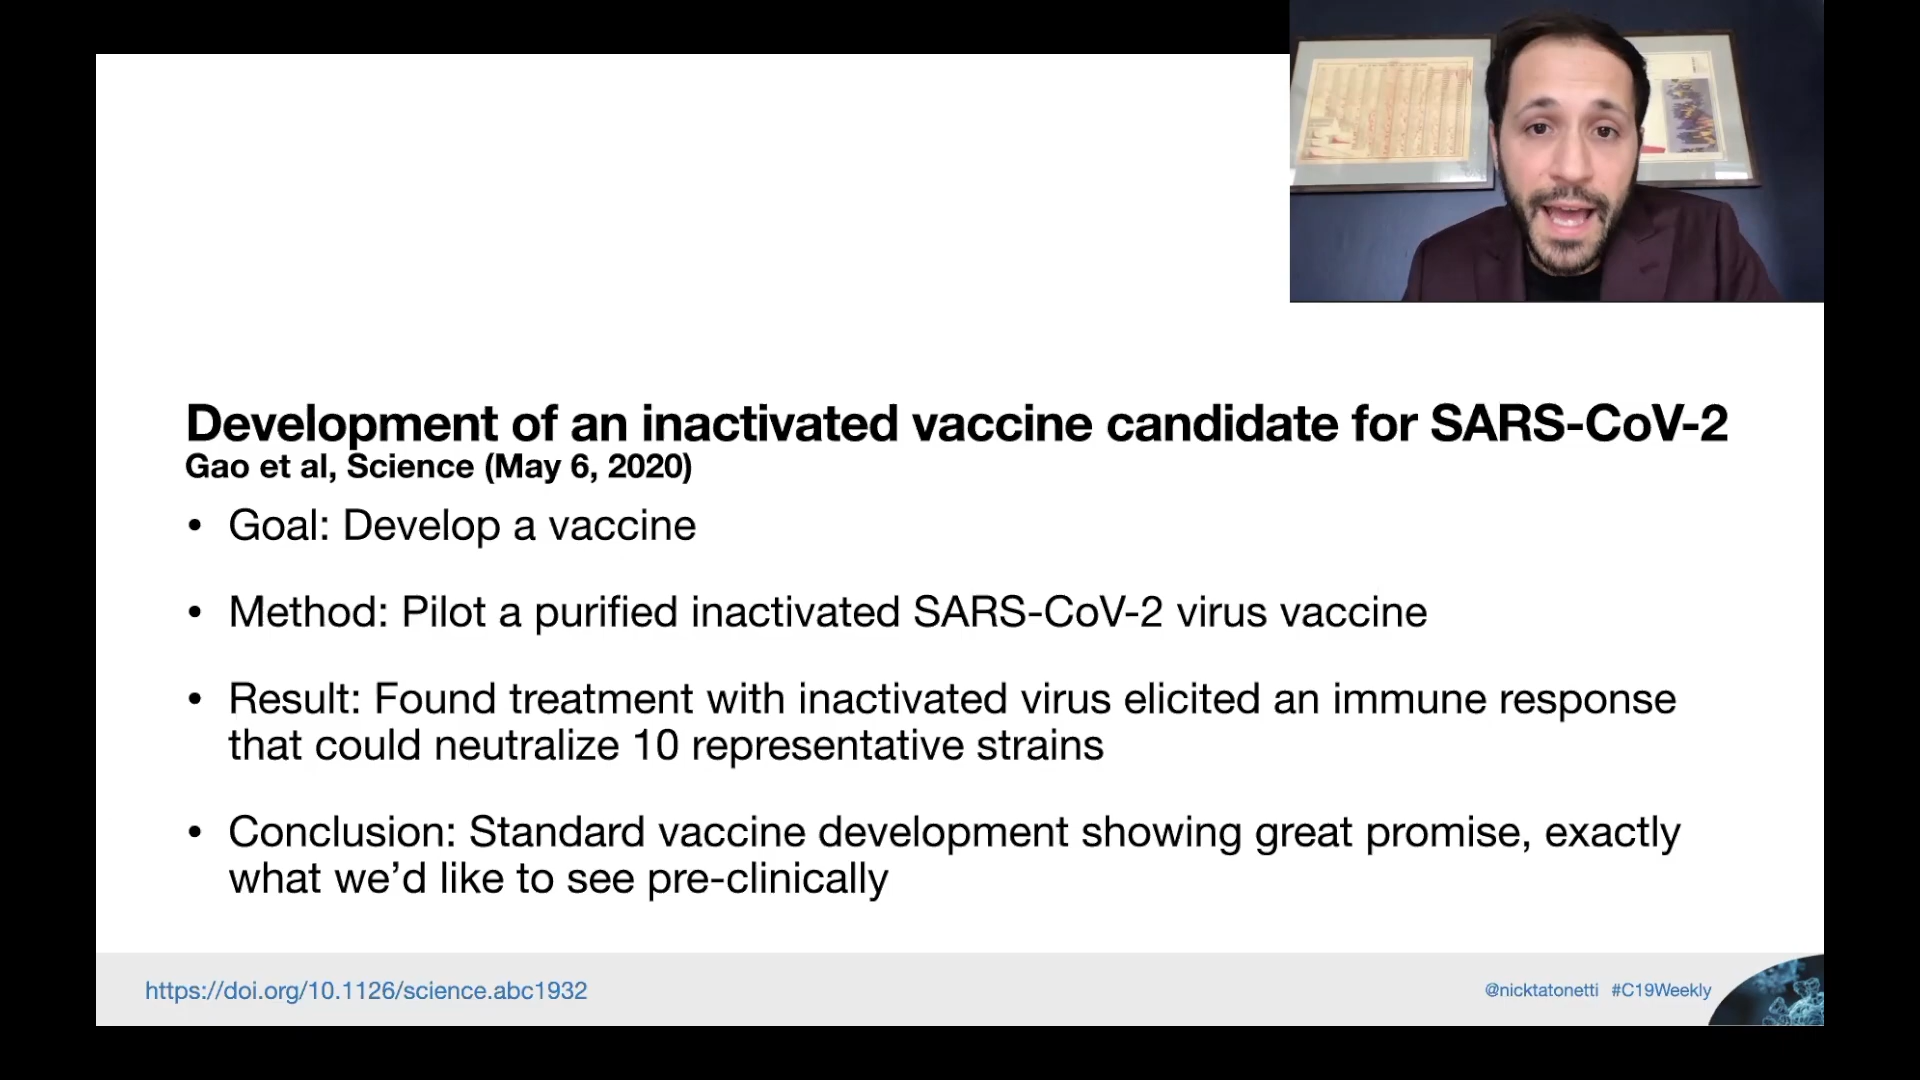 Development of an inactivated vaccine candidate for SARS-CoV-2
Gao et al, Science (May 6, 2020)
• Goal: Develop a vaccine
• Method: Pilot a purified inactivated SARS-CoV-2 virus vaccine
• Result: Found treatment with inactivated virus elicited an immune response
that could neutralize 10 representative strains
• Conclusion: Standard vaccine development showing great promise, exactly
what we’d like to see pre-clinically
https://doi.org/10.1126/science.abc1932
@nicktatonetti #C19Weekly